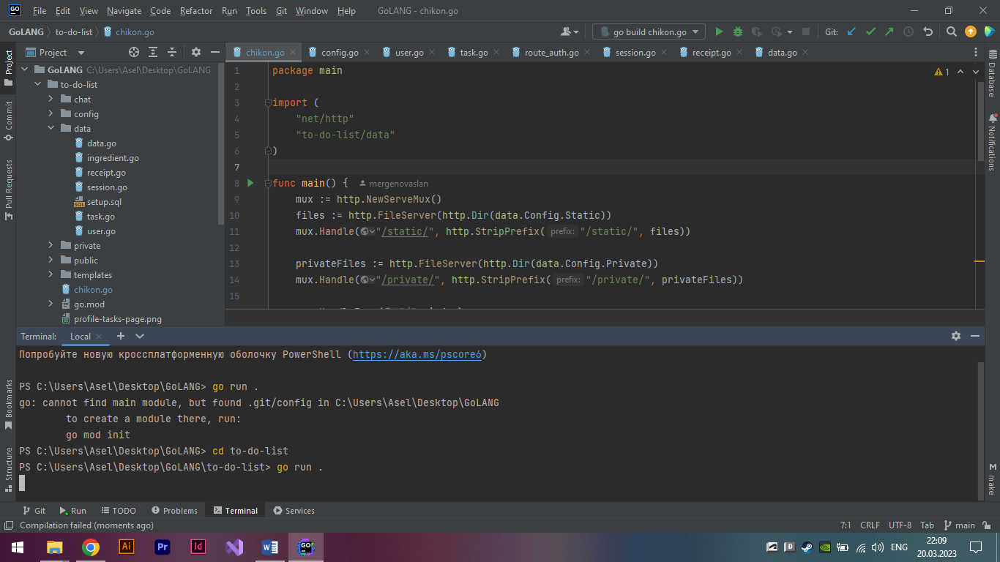 File Edit View Navigate Code Refactor Run Tools Git Window Help GoLANG - chikon.go
GoLANG to-do-list chikon.go
go build chikon.go
Git:
Project
chikon.go config.go user.go task.go route_auth.go session.go receipt.go data.go
GoLANG C:\Users\Asel\Desktop\GoLANG
to-do-list
chat
config
data
data.go
ingredient.go
receipt.go
session.go
setup.sql
task.go
user.go
private
public
templates
chikon.go
go.mod
profile-tasks-page.png
1 package main
2
3 import (
4 "net/http"
5 "to-do-list/data"
6 )
7
8 func main() { mergenovaslan
9 mux := http.NewServeMux()
10 files := http.FileServer(http.Dir(data.Config.Static))
11 mux.Handle("/static/", http.StripPrefix( prefix: "/static/", files))
12
13 privateFiles := http.FileServer(http.Dir(data.Config.Private))
14 mux.Handle("/private/", http.StripPrefix( prefix: "/private/", privateFiles))
15
1
Project
Commit
Pull Requests
Bookmarks
Structure
Database
Notifications
make
Terminal: Local
Попробуйте новую кроссплатформенную оболочку PowerShell (https://aka.ms/pscore6)
PS C:\Users\Asel\Desktop\GoLANG> go run .
go: cannot find main module, but found .git/config in C:\Users\Asel\Desktop\GoLANG
to create a module there, run:
go mod init
PS C:\Users\Asel\Desktop\GoLANG> cd to-do-list
PS C:\Users\Asel\Desktop\GoLANG\to-do-list> go run .
Git Run TODO Problems Terminal Services
Compilation failed (moments ago)
7:1 CRLF UTF-8 Tab main
Ai Pr Id GO
ENG
22:09
20.03.2023